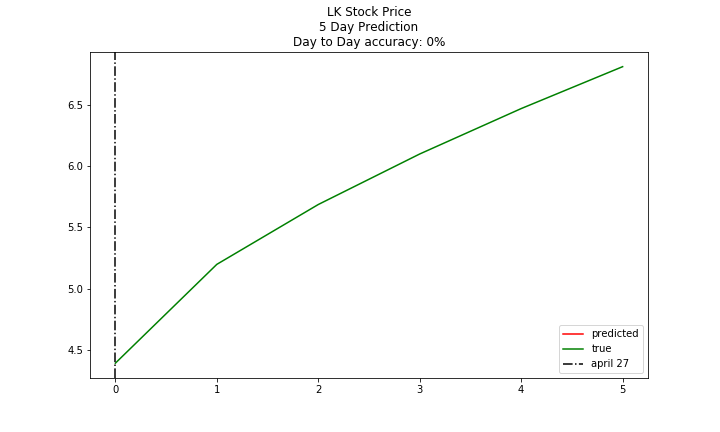 LK Stock Price
5 Day Prediction
Day to Day accuracy: 0%
6.5
6.0
5.5
5.0
4.5
0 1 2 3 4 5
predicted
true
april 27